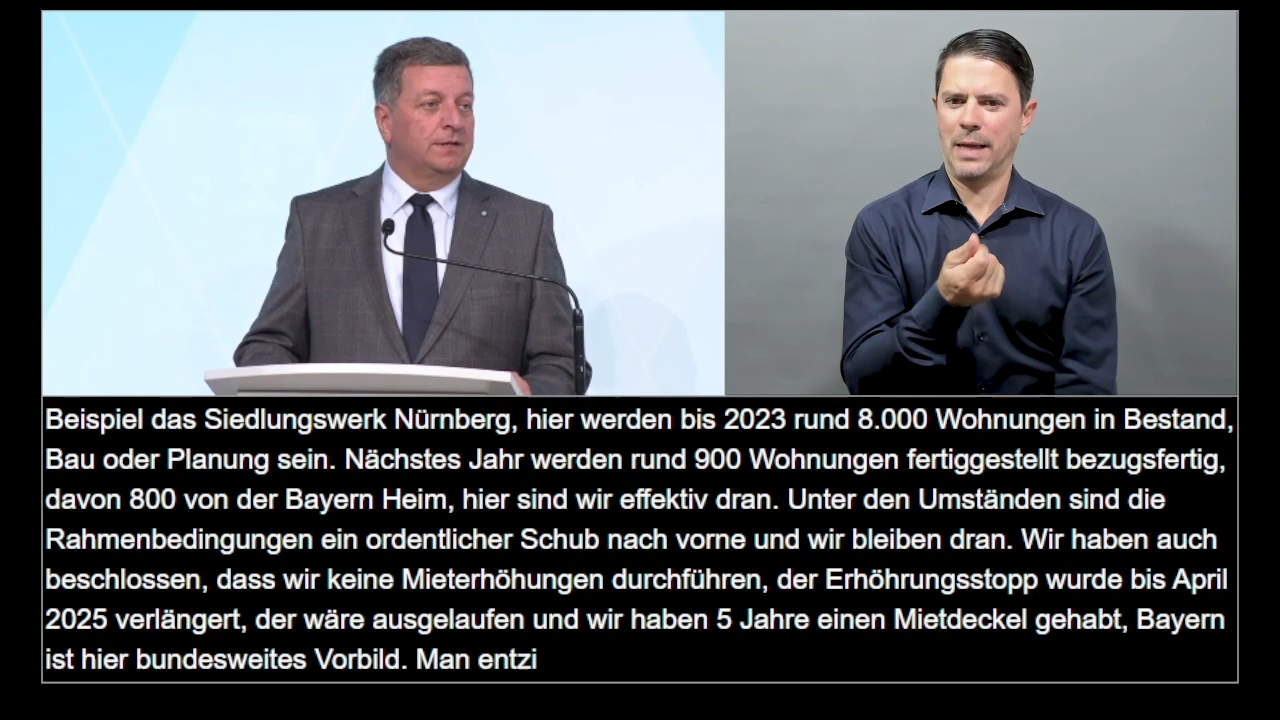 Beispiel das Siedlungswerk Nürnberg, hier werden bis 2023 rund 8.000 Wohnungen in Bestand,
Bau oder Planung sein. Nächstes Jahr werden rund 900 Wohnungen fertiggestellt bezugsfertig,
davon 800 von der Bayern Heim, hier sind wir effektiv dran. Unter den Umständen sind die
Rahmenbedingungen ein ordentlicher Schub nach vorne und wir bleiben dran. Wir haben auch
beschlossen, dass wir keine Mieterhöhungen durchführen, der Erhöhrungsstopp wurde bis April
2025 verlängert, der wäre ausgelaufen und wir haben 5 Jahre einen Mietdeckel gehabt, Bayern
ist hier bundesweites Vorbild. Man entzi